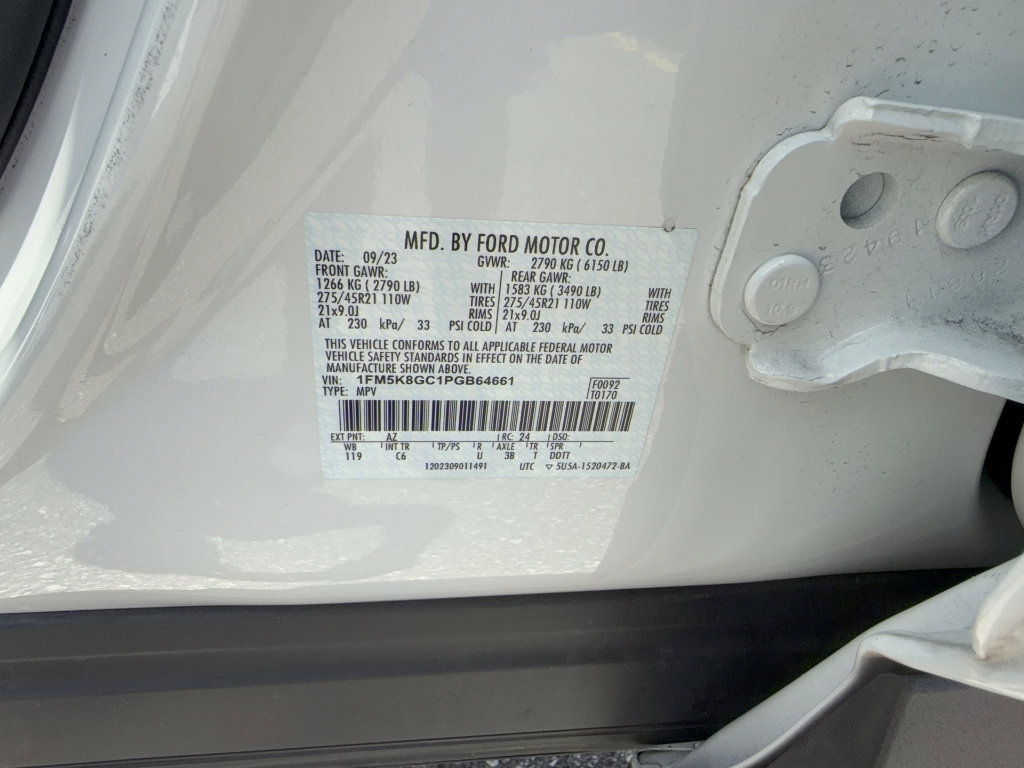 MFD. BY FORD MOTOR CO.
DATE: 09/23 GVWR: 2790 KG ( 6150 LB)
FRONT GAWR: REAR GAWR:
1266 KG ( 2790 LB) WITH 1583 KG ( 3490 LB) WITH
275/45R21 110W TIRES 275/45R21 110W TIRES
21x9.0J RIMS 21x9.0J RIMS
AT 230 kPa/ 33 PSI COLD AT 230 kPa/ 33 PSI COLD
THIS VEHICLE CONFORMS TO ALL APPLICABLE FEDERAL MOTOR
VEHICLE SAFETY STANDARDS IN EFFECT ON THE DATE OF
MANUFACTURE SHOWN ABOVE.
VIN: 1FM5K8GC1PGB64661 F0092
TYPE: MPV T0170
EXT PNT: AZ RC: 24 DSO:
WB INT TR TP/PS R AXLE TR SPR
119 C6 U 3B T DDTT
1202309011491 UTC 5U5A-1520472-BA
19423